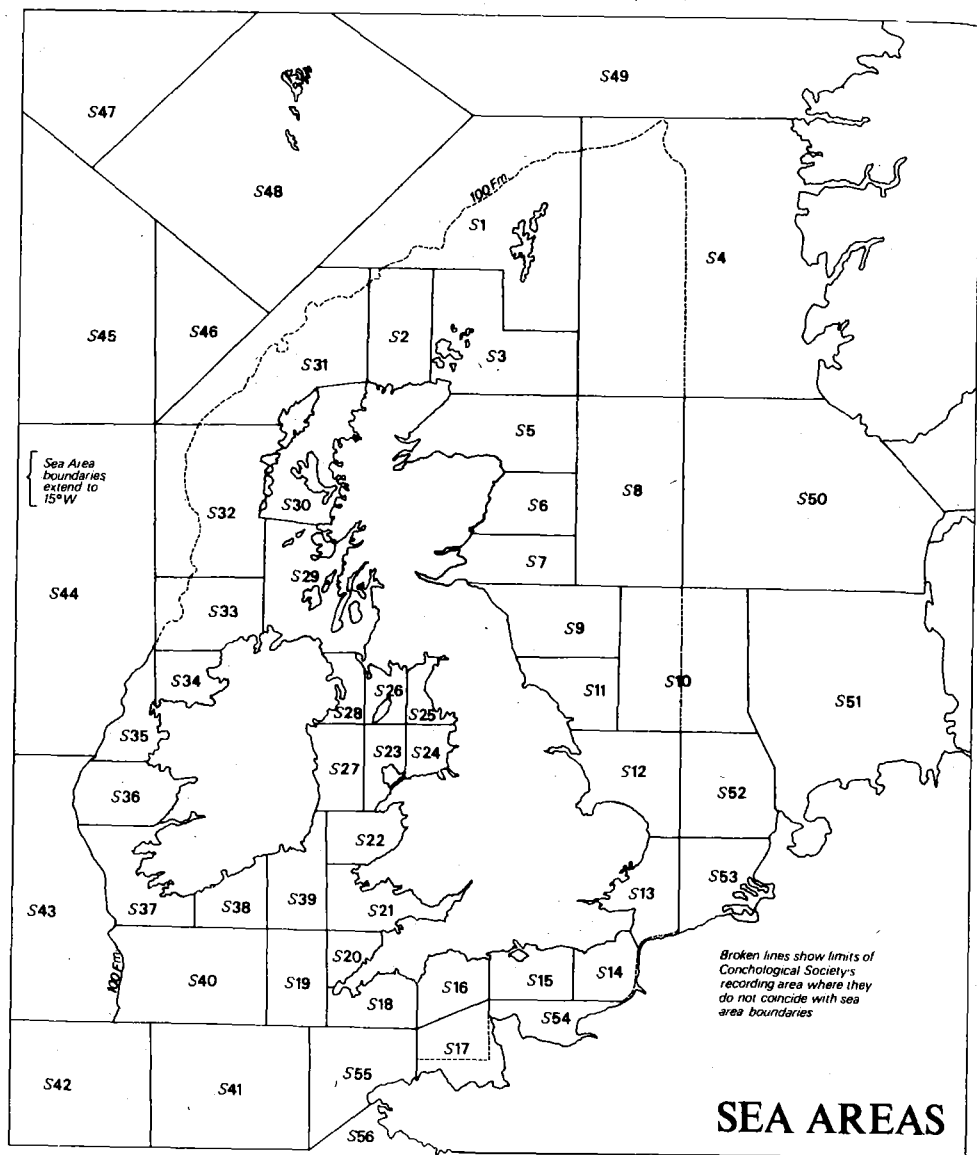 S49
S47
S48
100 Fm.
S1
S4
S45
S46
S31
S2
S3
S5
Sea Area
boundaries
extend to
15° W
S32
S30
S6
S8
S50
S7
S29
S44
S33
S9
S34
S26
S11
S10
S51
S28
S25
S35
S27
S23
S24
S12
S52
S36
S22
S13
S53
S43
S37
S38
S39
S21
S20
100 Fm.
S40
S19
S18
S16
S15
S14
Broken lines show limits of
Conchological Society's
recording area where they
do not coincide with sea
area boundaries
S54
S17
S42
S41
S55
S56
SEA AREAS